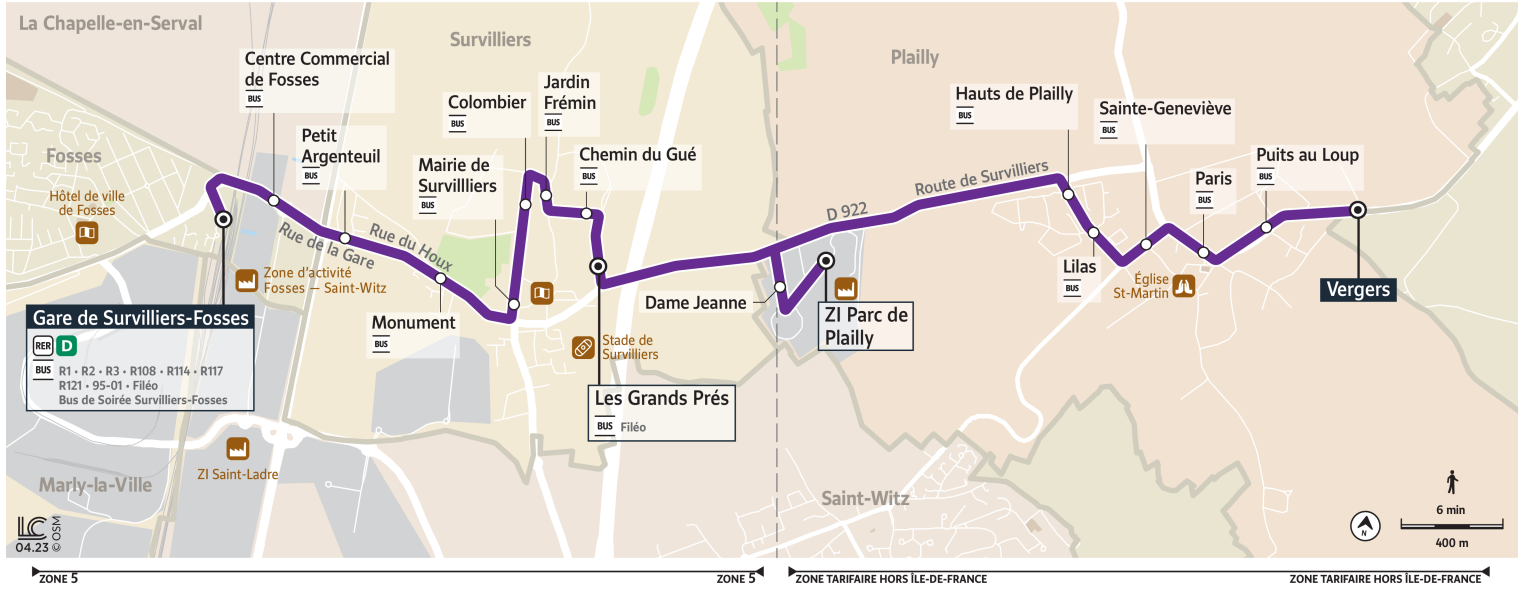 La Chapelle-en-Serval
Survilliers
Plailly
Centre Commercial
de Fosses
BUS
Petit
Argenteuil
BUS
Colombier
BUS
Jardin
Frémin
BUS
Mairie de
Survillliers
BUS
Chemin du Gué
BUS
Hauts de Plailly
BUS
Sainte-Geneviève
BUS
Paris
BUS
Puits au Loup
BUS
Fosses
Hôtel de ville
de Fosses
Rue de la Gare
Rue du Houx
D 922
Route de Survilliers
Zone d'activité
Fosses — Saint-Witz
Gare de Survilliers-Fosses
RER D
BUS R1 • R2 • R3 • R108 • R114 • R117
R121 • 95-01 • Filéo
Bus de Soirée Survilliers-Fosses
Monument
BUS
Stade de
Survilliers
Les Grands Prés
BUS Filéo
Dame Jeanne
ZI Parc de
Plailly
Lilas
BUS
Église
St-Martin
Vergers
ZI Saint-Ladre
Marly-la-Ville
Saint-Witz
LC
04.23 © OSM
N
6 min
400 m
ZONE 5
ZONE 5
ZONE TARIFAIRE HORS ÎLE-DE-FRANCE
ZONE TARIFAIRE HORS ÎLE-DE-FRANCE